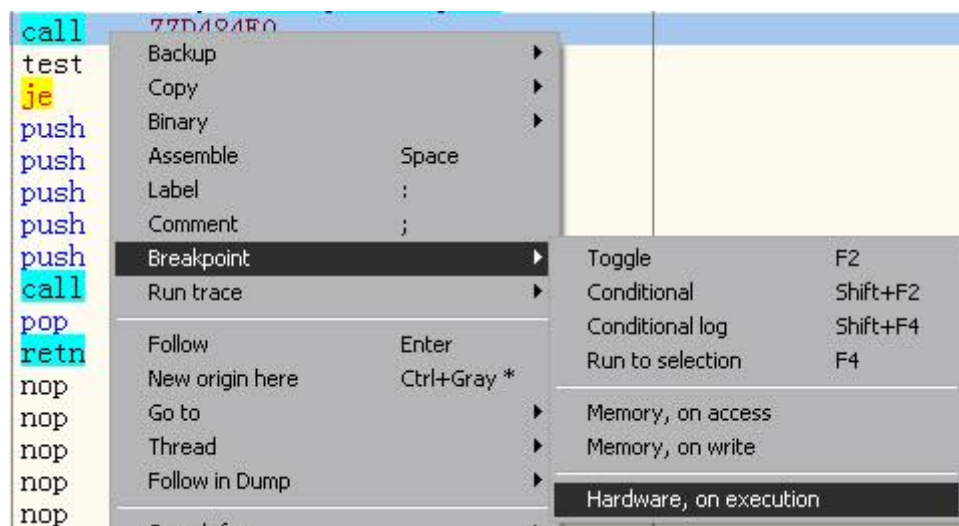 call
test
je
push
push
push
push
push
call
pop
retn
nop
nop
nop
nop
nop
Backup
Copy
Binary
Assemble Space
Label :
Comment ;
Breakpoint
Run trace
Follow Enter
New origin here Ctrl+Gray *
Go to
Thread
Follow in Dump
Toggle F2
Conditional Shift+F2
Conditional log Shift+F4
Run to selection F4
Memory, on access
Memory, on write
Hardware, on execution